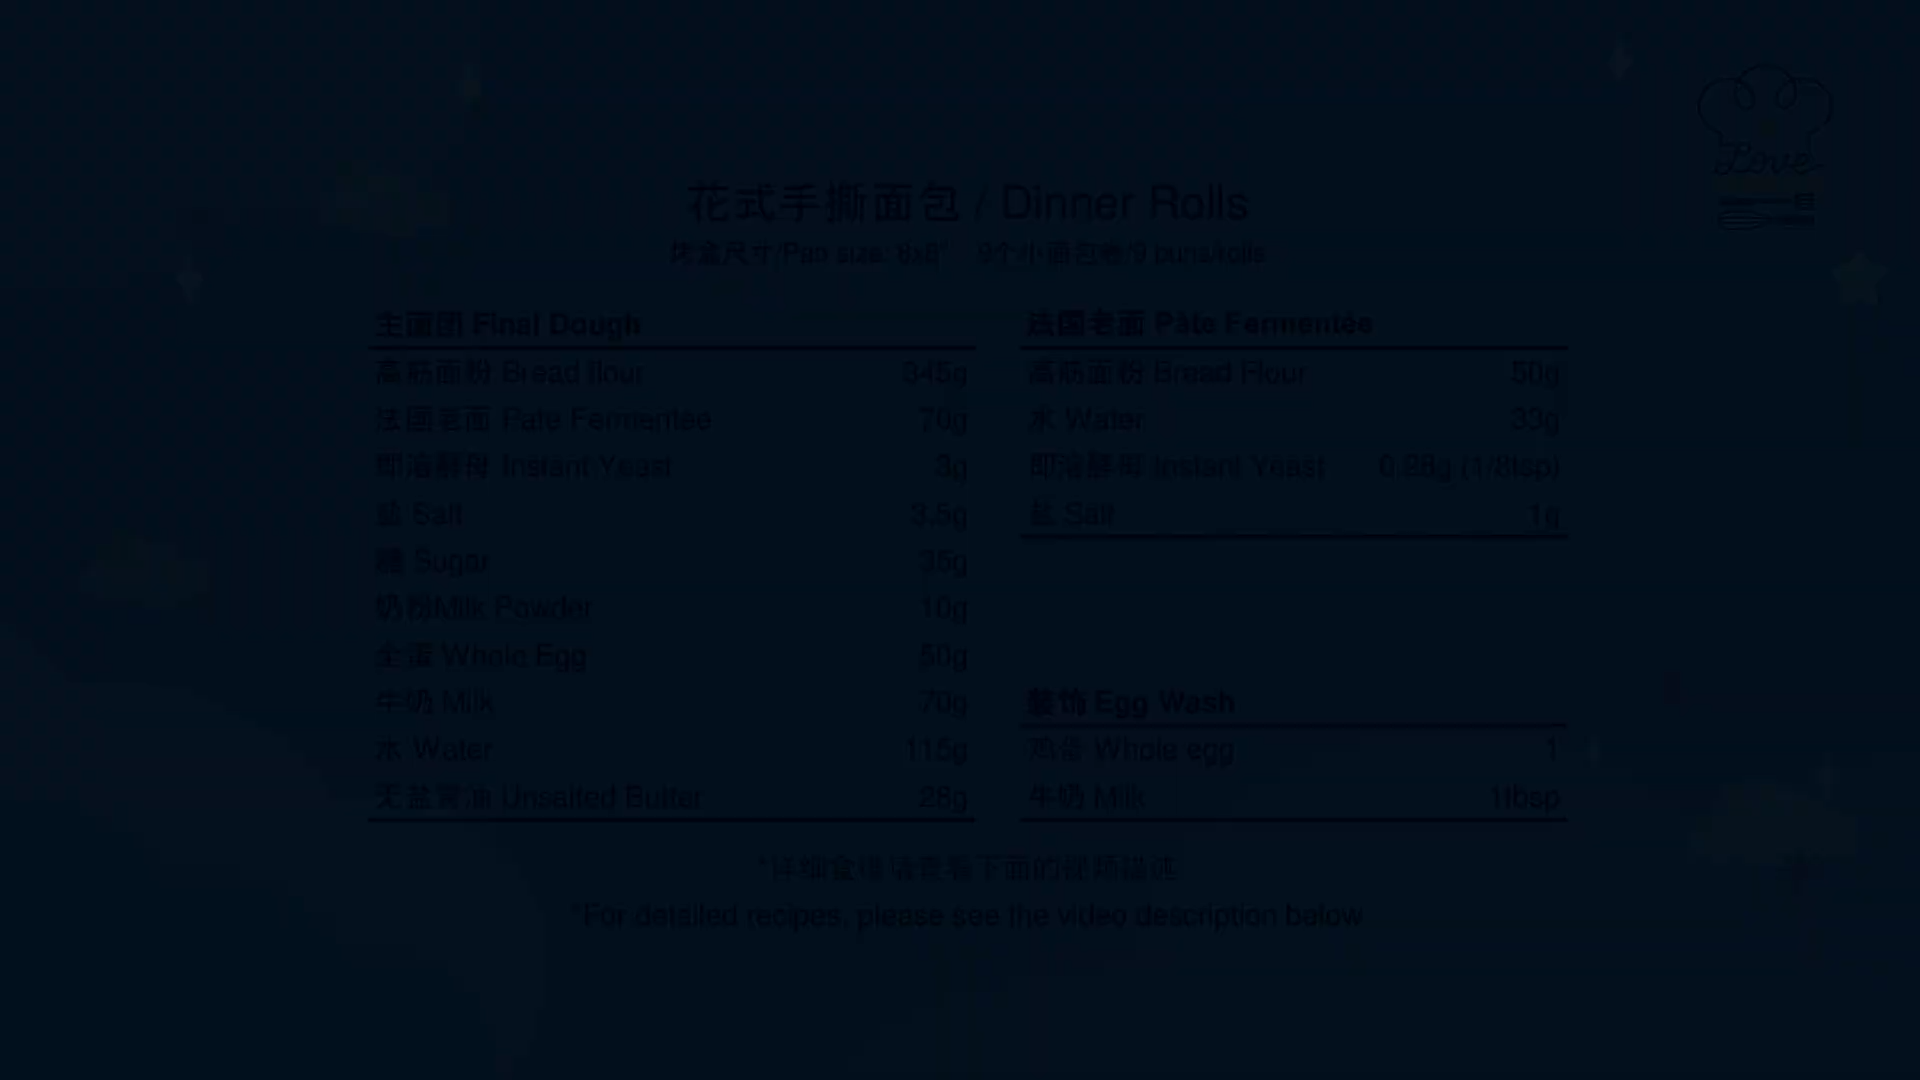 Love
花式手撕面包 / Dinner Rolls
烤盒尺寸/Pan size: 8x8" 9个小面包卷/9 buns/rolls
主面团 Final Dough
高筋面粉 Bread flour 345g
法国老面 Pate Fermentee 70g
即溶酵母 Instant Yeast 3g
盐 Salt 3.5g
糖 Sugar 35g
奶粉Milk Powder 10g
全蛋 Whole Egg 50g
牛奶 Milk 70g
水 Water 115g
无盐黄油 Unsalted Butter 28g
法国老面 Pâte Fermentée
高筋面粉 Bread Flour 50g
水 Water 33g
即溶酵母 Instant Yeast (1/8tsp)
盐 Salt 1g
装饰 Egg Wash
鸡蛋 Whole egg 1
牛奶 Milk 1tbsp
*详细食谱请查看下面的视频描述
*For detailed recipes, please see the video description below